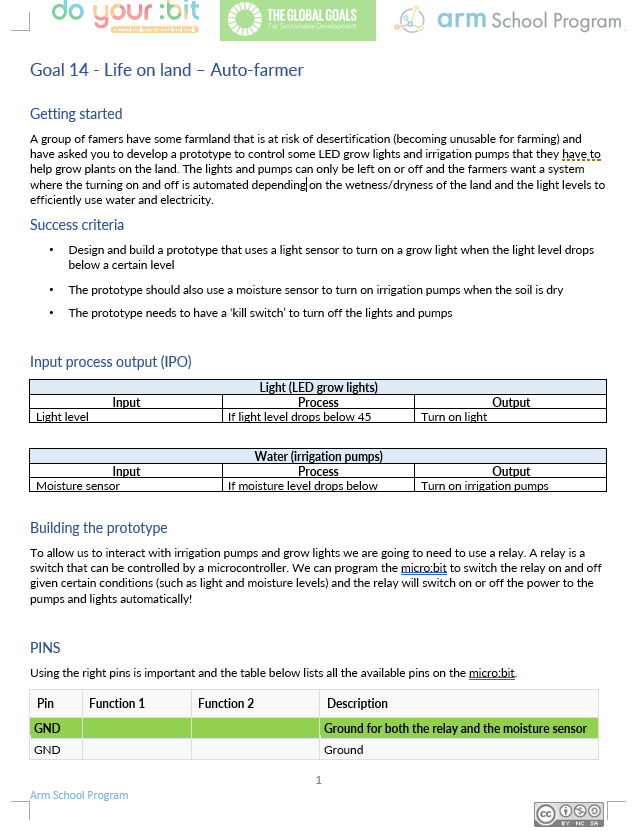 do your :bit
A digital challenge for the Global Goals
THE GLOBAL GOALS
For Sustainable Development
arm School Program
Goal 14 - Life on land – Auto-farmer
Getting started
A group of famers have some farmland that is at risk of desertification (becoming unusable for farming) and
have asked you to develop a prototype to control some LED grow lights and irrigation pumps that they have to
help grow plants on the land. The lights and pumps can only be left on or off and the farmers want a system
where the turning on and off is automated depending on the wetness/dryness of the land and the light levels to
efficiently use water and electricity.
Success criteria
• Design and build a prototype that uses a light sensor to turn on a grow light when the light level drops
below a certain level
• The prototype should also use a moisture sensor to turn on irrigation pumps when the soil is dry
• The prototype needs to have a ‘kill switch’ to turn off the lights and pumps
Input process output (IPO)
Light (LED grow lights)
Input Process Output
Light level If light level drops below 45 Turn on light
Water (irrigation pumps)
Input Process Output
Moisture sensor If moisture level drops below Turn on irrigation pumps
Building the prototype
To allow us to interact with irrigation pumps and grow lights we are going to need to use a relay. A relay is a
switch that can be controlled by a microcontroller. We can program the micro:bit to switch the relay on and off
given certain conditions (such as light and moisture levels) and the relay will switch on or off the power to the
pumps and lights automatically!
PINS
Using the right pins is important and the table below lists all the available pins on the micro:bit.
Pin Function 1 Function 2 Description
GND Ground for both the relay and the moisture sensor
GND Ground
1
Arm School Program
cc
BY NC SA